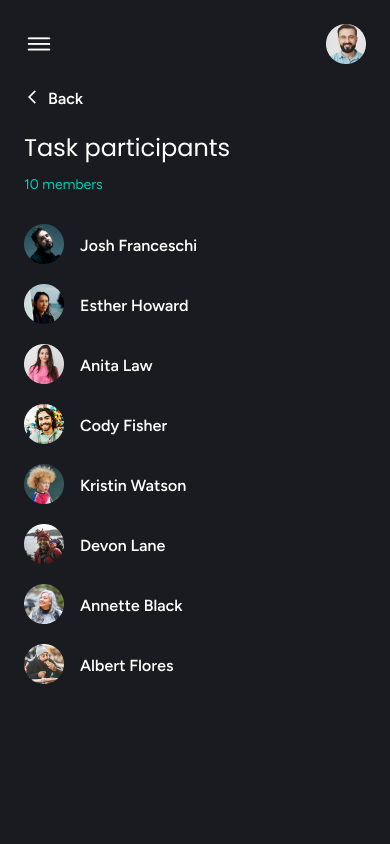 Back
Task participants
10 members
Josh Franceschi
Esther Howard
Anita Law
Cody Fisher
Kristin Watson
Devon Lane
Annette Black
Albert Flores